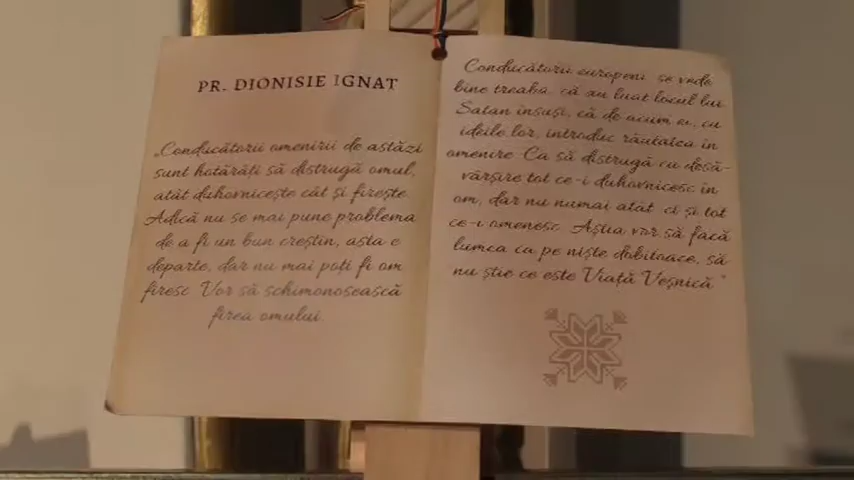 PR. DIONISIE IGNAT
„Conducătorii omenirii de astăzi
sunt hotărâți să distrugă omul,
atât duhovnicește cât și firește.
Adică nu se mai pune problema
de a fi un bun creștin, asta e
departe, dar nu mai poți fi om
firesc. Vor să schimonosească
firea omului.
Conducătorii europeni se vede
bine treaba că au luat locul lui
Satan însuși, că de acum ei, cu
ideile lor, introduc răutatea în
omenire. Ca să distrugă cu desă-
vârșire tot ce-i duhovnicesc în
om, dar nu numai atât ci și tot
ce-i omenesc. Aștia vor să facă
lumea ca pe niște dobitoace, să
nu știe ce este Viață Veșnică"